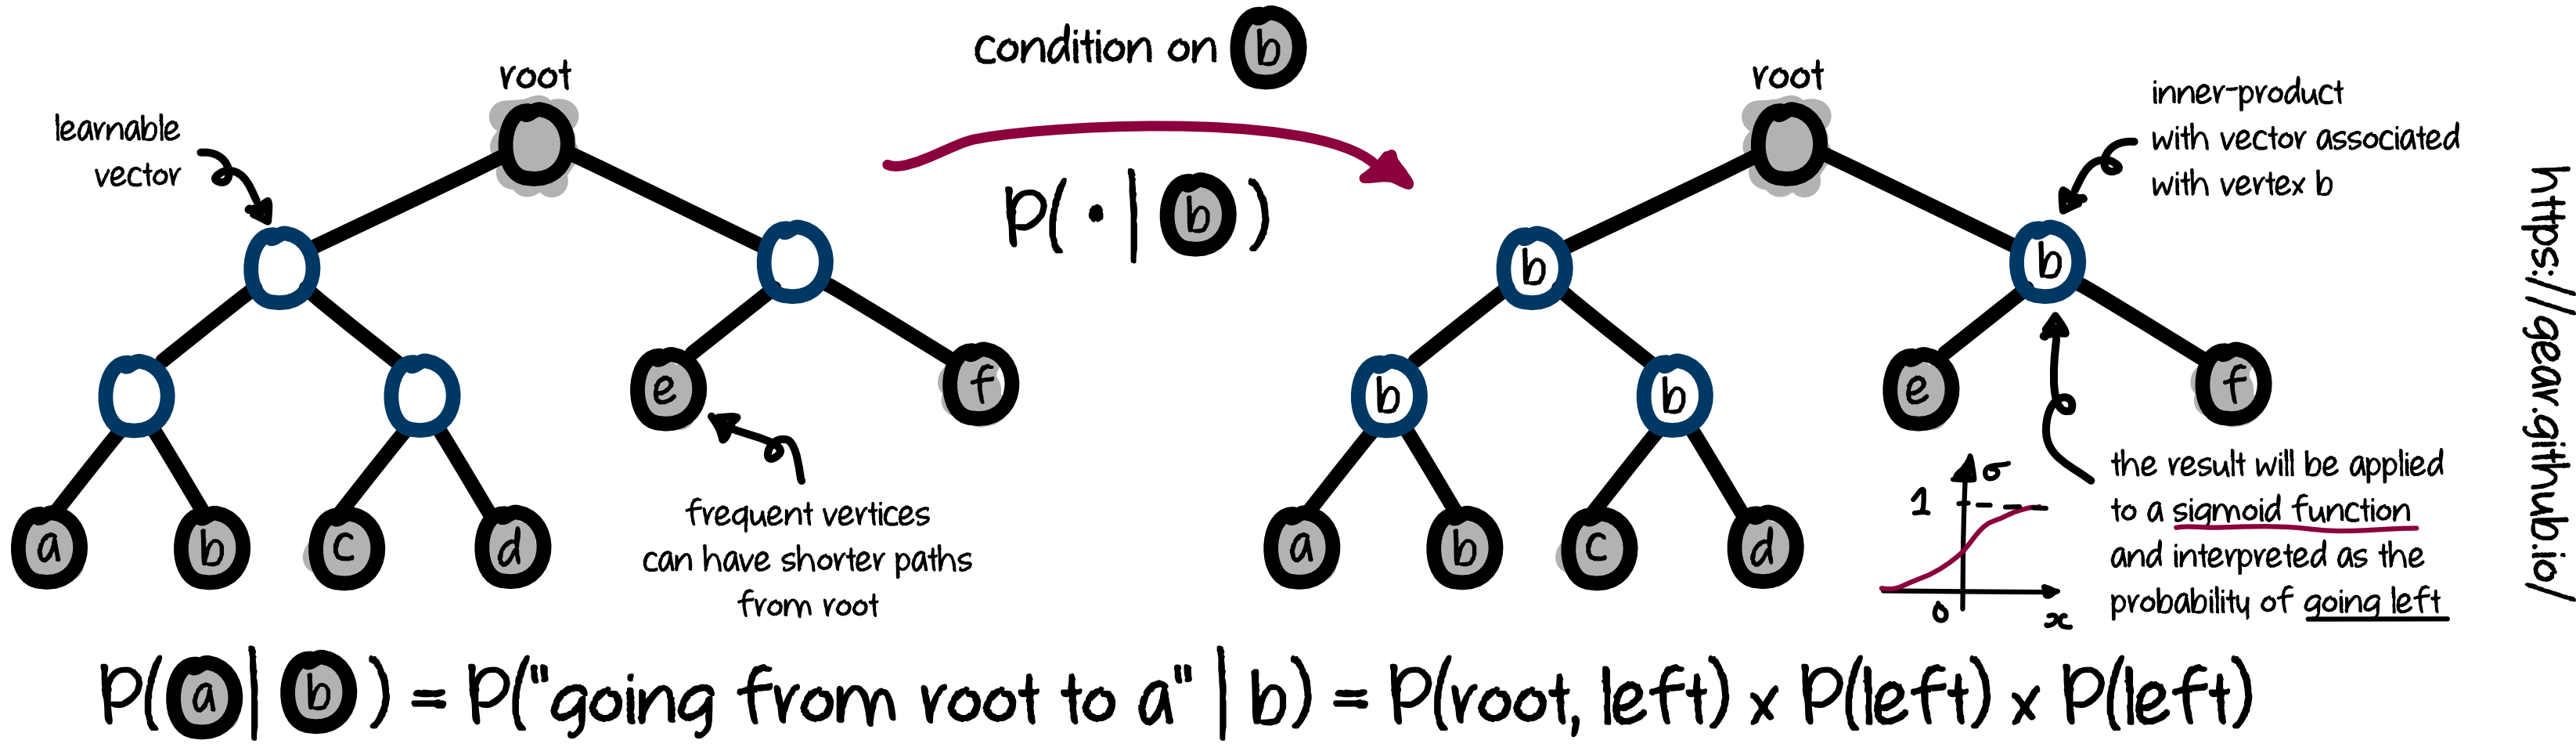 condition on b
root
learnable
vector
P( · | b )
e
f
a
b
c
d
frequent vertices
can have shorter paths
from root
root
inner-product
with vector associated
with vertex b
b
b
b
b
e
f
a
b
c
d
σ
1
0
x
the result will be applied
to a sigmoid function
and interpreted as the
probability of going left
https://gear.github.io/
P( a | b ) = P("going from root to a" | b) = P(root, left) x P(left) x P(left)